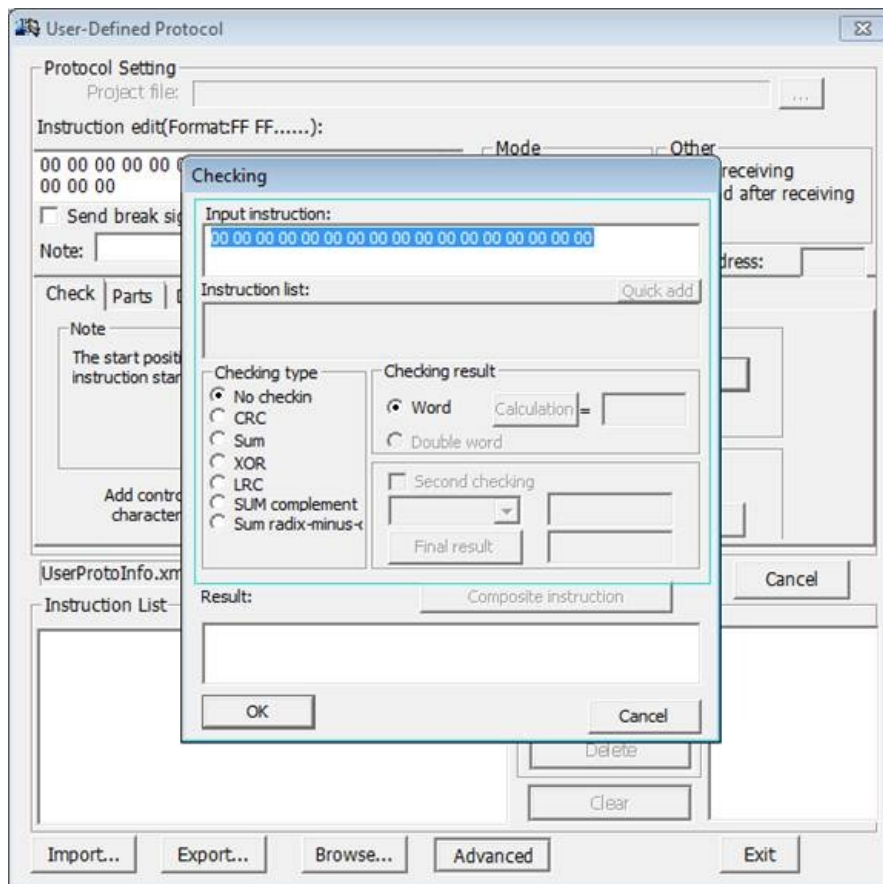 User-Defined Protocol
Protocol Setting
Project file:
...
Instruction edit(Format:FF FF......):
00 00 00 00 00
00 00 00
Mode
Other
receiving
d after receiving
Send break sig
Note:
dress:
Check
Parts
Note
The start positi
instruction star
Add contro
character
UserProtoInfo.xm
Cancel
Instruction List
Delete
Clear
Import...
Export...
Browse...
Advanced
Exit
Checking
Input instruction:
00 00 00 00 00 00 00 00 00 00 00 00 00 00 00 00 00
Instruction list:
Quick add
Checking type
No checkin
CRC
Sum
XOR
LRC
SUM complement
Sum radix-minus-
Checking result
Word
Calculation
=
Double word
Second checking
Final result
Result:
Composite instruction
OK
Cancel